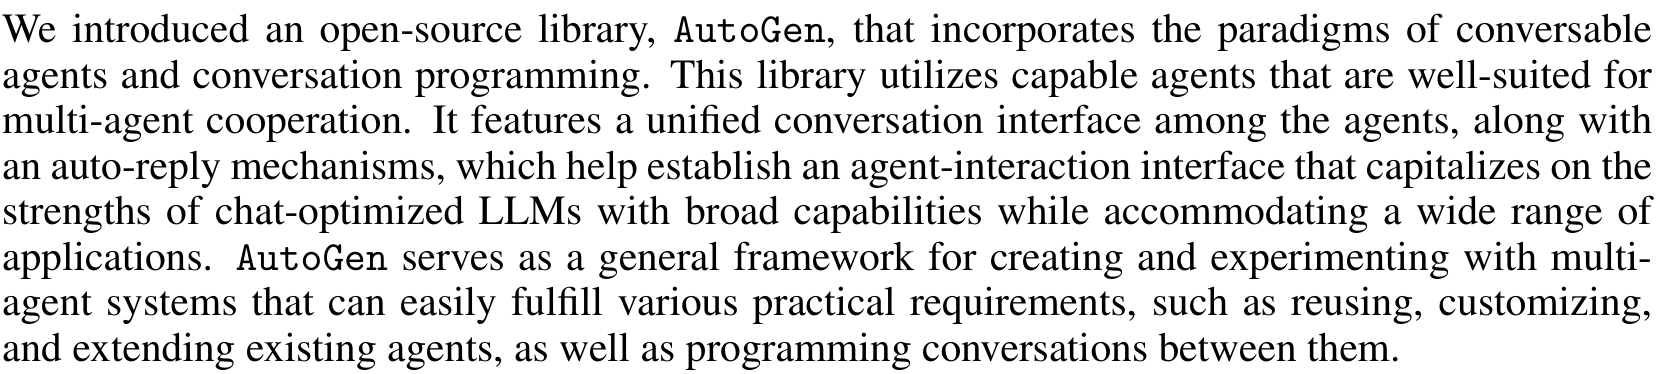 We introduced an open-source library, AutoGen, that incorporates the paradigms of conversable
agents and conversation programming. This library utilizes capable agents that are well-suited for
multi-agent cooperation. It features a unified conversation interface among the agents, along with
an auto-reply mechanisms, which help establish an agent-interaction interface that capitalizes on the
strengths of chat-optimized LLMs with broad capabilities while accommodating a wide range of
applications. AutoGen serves as a general framework for creating and experimenting with multi-
agent systems that can easily fulfill various practical requirements, such as reusing, customizing,
and extending existing agents, as well as programming conversations between them.